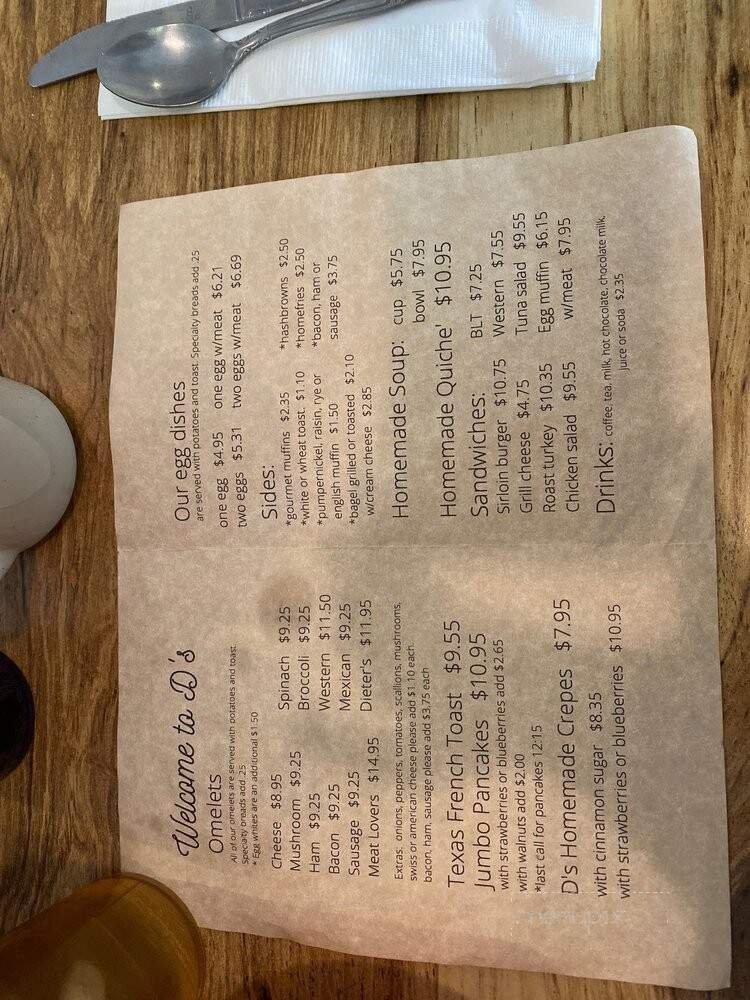 Welcome to D's
Omelets
All of our omelets are served with potatoes and toast.
Specialty breads add .25
* Egg whites are an additional $1.50
Cheese $8.95
Mushroom $9.25
Ham $9.25
Bacon $9.25
Sausage $9.25
Meat Lovers $14.95
Spinach $9.25
Broccoli $9.25
Western $11.50
Mexican $9.25
Dieter's $11.95
Extras: onions, peppers, tomatoes, scallions, mushrooms,
swiss or american cheese please add $1.10 each.
bacon, ham, sausage please add $3.75 each
Texas French Toast $9.55
Jumbo Pancakes $10.95
with strawberries or blueberries add $2.65
with walnuts add $2.00
*last call for pancakes 12:15
D's Homemade Crepes $7.95
with cinnamon sugar $8.35
with strawberries or blueberries $10.95
Our egg dishes
are served with potatoes and toast. Specialty breads add .25
one egg $4.95 one egg w/meat $6.21
two eggs $5.31 two eggs w/meat $6.69
Sides:
*gourmet muffins $2.35
*white or wheat toast. $1.10
*pumpernickel, raisin, rye or
english muffin $1.50
*bagel grilled or toasted $2.10
w/cream cheese $2.85
*hashbrowns $2.50
*homefries $2.50
*bacon, ham or
sausage $3.75
Homemade Soup: cup $5.75
bowl $7.95
Homemade Quiche' $10.95
Sandwiches:
Sirloin burger $10.75
Grill cheese $4.75
Roast turkey $10.35
Chicken salad $9.55
BLT $7.25
Western $7.55
Tuna salad $9.55
Egg muffin $6.15
w/meat $7.95
Drinks: coffee, tea, milk, hot chocolate, chocolate milk,
juice or soda $2.35